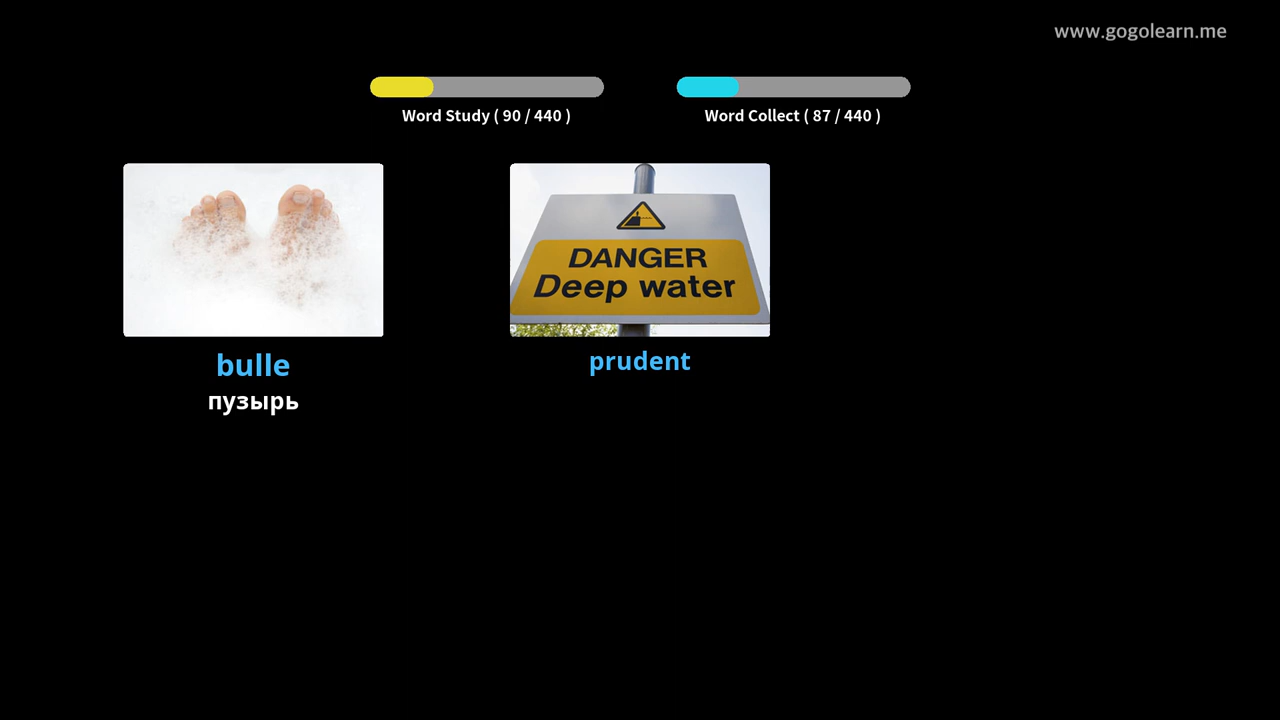 www.gogolearn.me
Word Study ( 90 / 440 )
Word Collect ( 87 / 440 )
DANGER
Deep water
bulle
prudent
пузырь